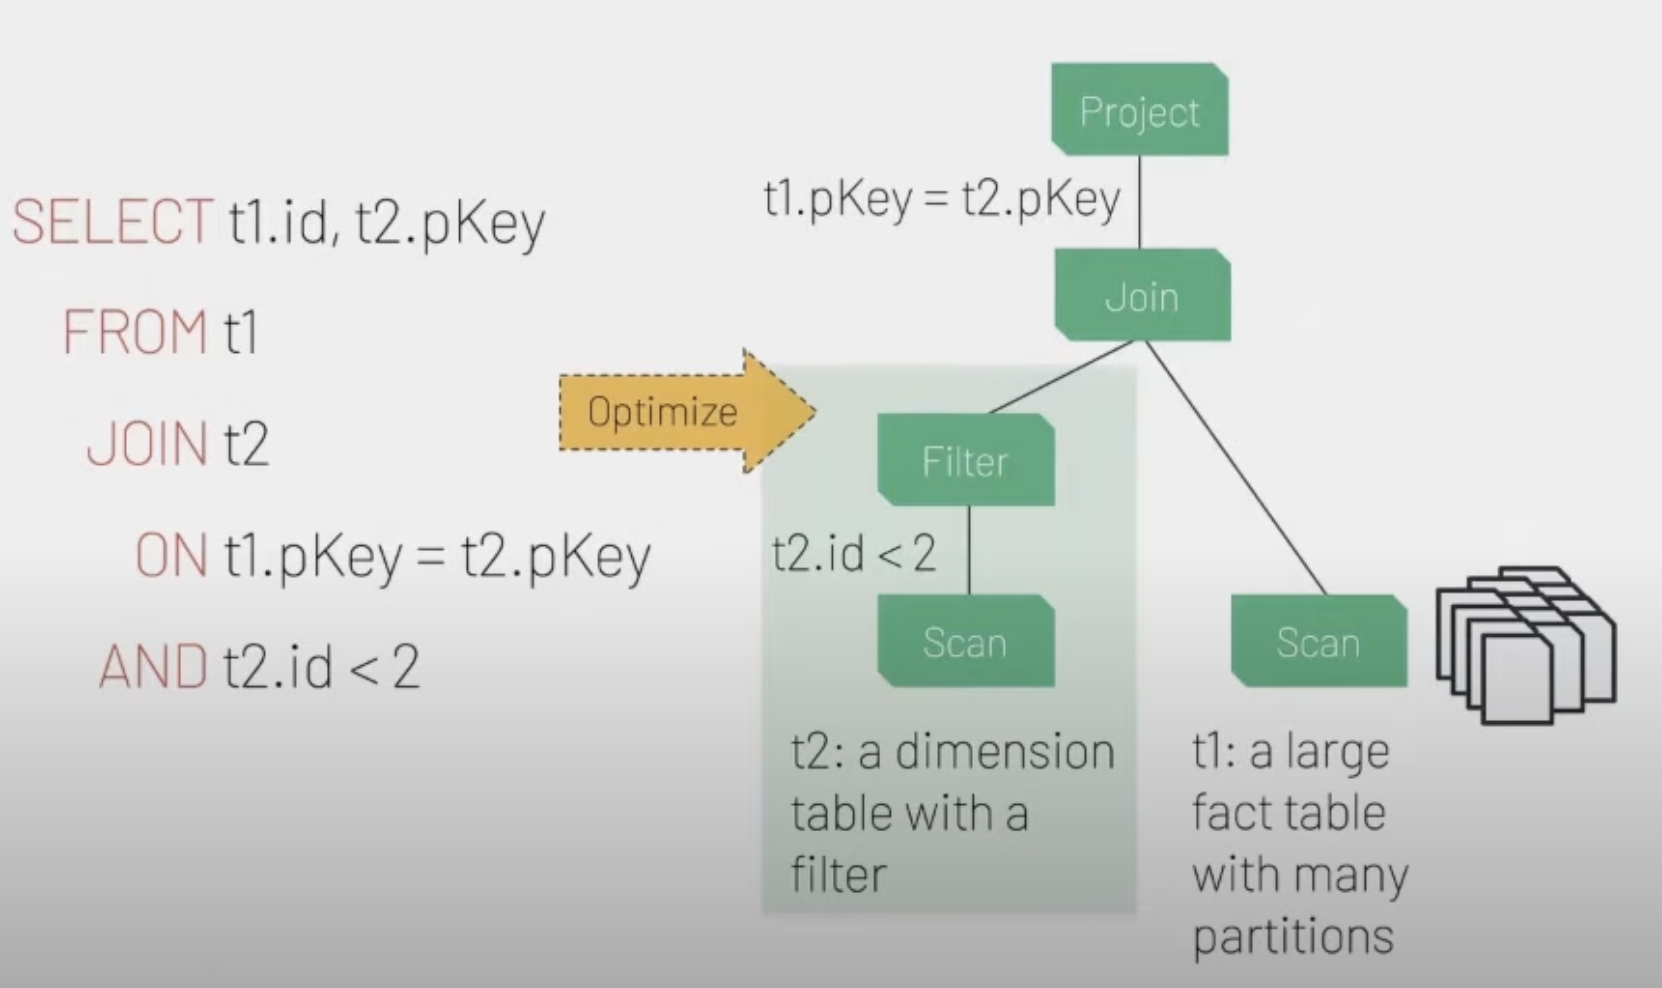 SELECT t1.id, t2.pKey
FROM t1
JOIN t2
ON t1.pKey = t2.pKey
AND t2.id < 2
Optimize
Project
t1.pKey = t2.pKey
Join
Filter
t2.id < 2
Scan
t2: a dimension
table with a
filter
Scan
t1: a large
fact table
with many
partitions